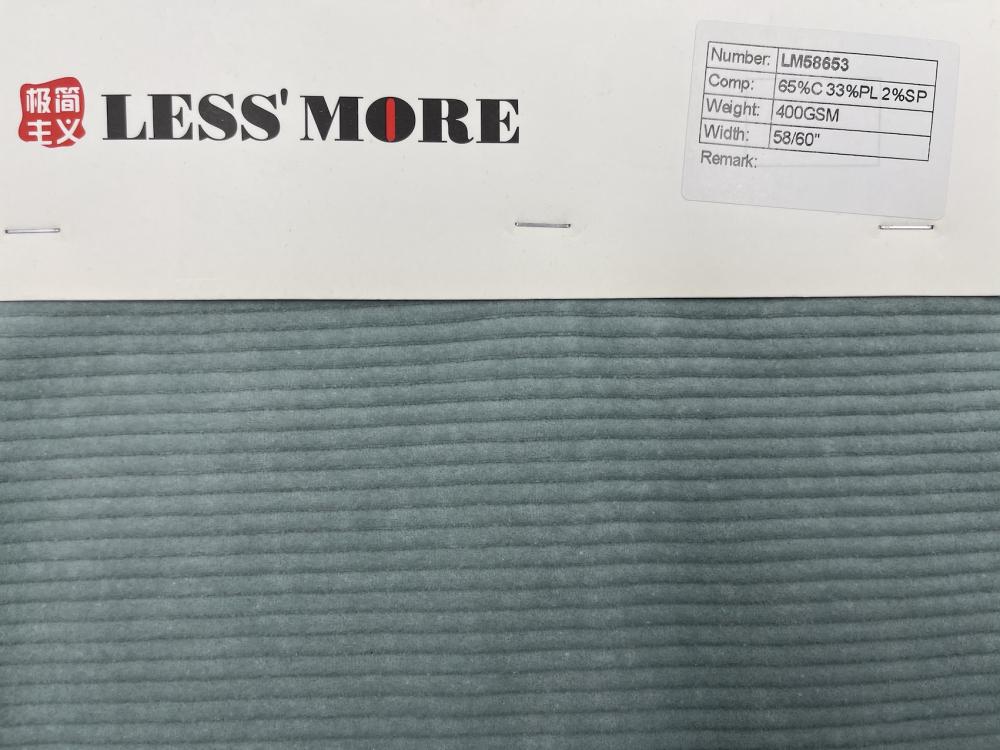 极简
主义
LESS' MORE
Number: LM58653
Comp: 65%C 33%PL 2%SP
Weight: 400GSM
Width: 58/60"
Remark: